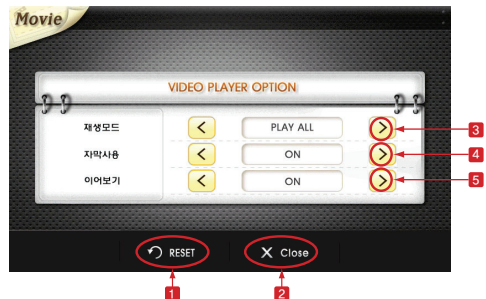 Movie
VIDEO PLAYER OPTION
재생모드 < PLAY ALL > 3
자막사용 < ON > 4
이어보기 < ON > 5
RESET X Close
1 2